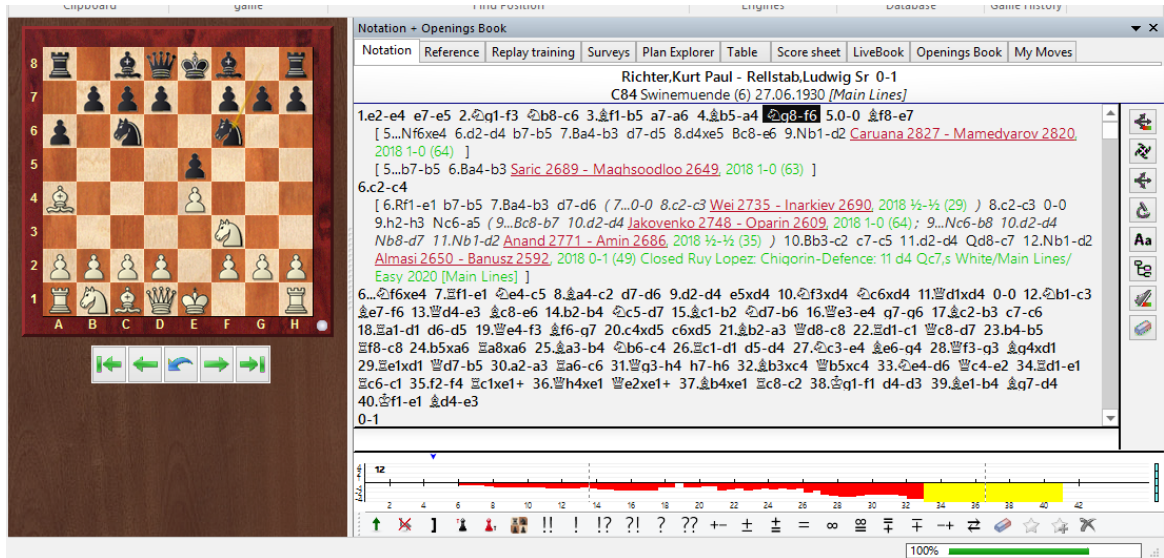 Clipboard game Find Position Engines Database Game History
Notation + Openings Book
Notation Reference Replay training Surveys Plan Explorer Table Score sheet LiveBook Openings Book My Moves
Richter,Kurt Paul - Rellstab,Ludwig Sr 0-1
C84 Swinemuende (6) 27.06.1930 [Main Lines]
1.e2-e4 e7-e5 2.♘g1-f3 ♘b8-c6 3.♗f1-b5 a7-a6 4.♗b5-a4 ♘g8-f6 5.0-0 ♗f8-e7
[ 5...Nf6xe4 6.d2-d4 b7-b5 7.Ba4-b3 d7-d5 8.d4xe5 Bc8-e6 9.Nb1-d2 Caruana 2827 - Mamedyarov 2820,
2018 1-0 (64) ]
[ 5...b7-b5 6.Ba4-b3 Saric 2689 - Maghsoodloo 2649, 2018 1-0 (63) ]
6.c2-c4
[ 6.Rf1-e1 b7-b5 7.Ba4-b3 d7-d6 ( 7...0-0 8.c2-c3 Wei 2735 - Inarkiev 2690, 2018 ½-½ (29) ) 8.c2-c3 0-0
9.h2-h3 Nc6-a5 ( 9...Bc8-b7 10.d2-d4 Jakovenko 2748 - Oparin 2609, 2018 1-0 (64); 9...Nc6-b8 10.d2-d4
Nb8-d7 11.Nb1-d2 Anand 2771 - Amin 2686, 2018 ½-½ (35) ) 10.Bb3-c2 c7-c5 11.d2-d4 Qd8-c7 12.Nb1-d2
Almasi 2650 - Banusz 2592, 2018 0-1 (49) Closed Ruy Lopez: Chigorin-Defence: 11 d4 Qc7,s White/Main Lines/
Easy 2020 [Main Lines] ]
6...♘f6xe4 7.♖f1-e1 ♘e4-c5 8.♗a4-c2 d7-d6 9.d2-d4 e5xd4 10.♘f3xd4 ♘c6xd4 11.♕d1xd4 0-0 12.♘b1-c3
♗e7-f6 13.♕d4-e3 ♗c8-e6 14.b2-b4 ♘c5-d7 15.♗c1-b2 ♘d7-b6 16.♕e3-e4 g7-g6 17.♗c2-b3 c7-c6
18.♖a1-d1 d6-d5 19.♕e4-f3 ♗f6-g7 20.c4xd5 c6xd5 21.♗b2-a3 ♕d8-c8 22.♖d1-c1 ♕c8-d7 23.b4-b5
♖f8-c8 24.b5xa6 ♖a8xa6 25.♗a3-b4 ♘b6-c4 26.♖c1-d1 d5-d4 27.♘c3-e4 ♗e6-g4 28.♕f3-g3 ♗g4xd1
29.♖e1xd1 ♕d7-b5 30.a2-a3 ♖a6-c6 31.♕g3-h4 h7-h6 32.♗b3xc4 ♕b5xc4 33.♘e4-d6 ♕c4-e2 34.♖d1-e1
♖c6-c1 35.f2-f4 ♖c1xe1+ 36.♕h4xe1 ♕e2xe1+ 37.♗b4xe1 ♖c8-c2 38.♔g1-f1 d4-d3 39.♗e1-b4 ♗g7-d4
40.♔f1-e1 ♗d4-e3
0-1
8
7
6
5
4
3
2
1
A B C D E F G H
Aa
12
2 4 6 8 10 12 14 16 18 20 22 24 26 28 30 32 34 36 38 40 42
] !! ! !? ?! ? ?? +− ± ⩲ = ∞ ⩱ ∓ −+
100%